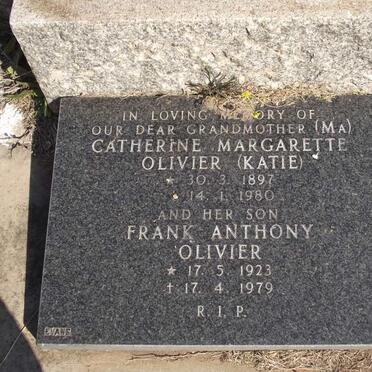 IN LOVING MEMORY OF
OUR DEAR GRANDMOTHER (MA)
CATHERINE MARGARETTE
OLIVIER (KATIE)
★ 30. 3. 1897
✝ 14. 1. 1980
AND HER SON
FRANK ANTHONY
OLIVIER
★ 17. 5. 1923
✝ 17. 4. 1979
R. I. P.
EVANS